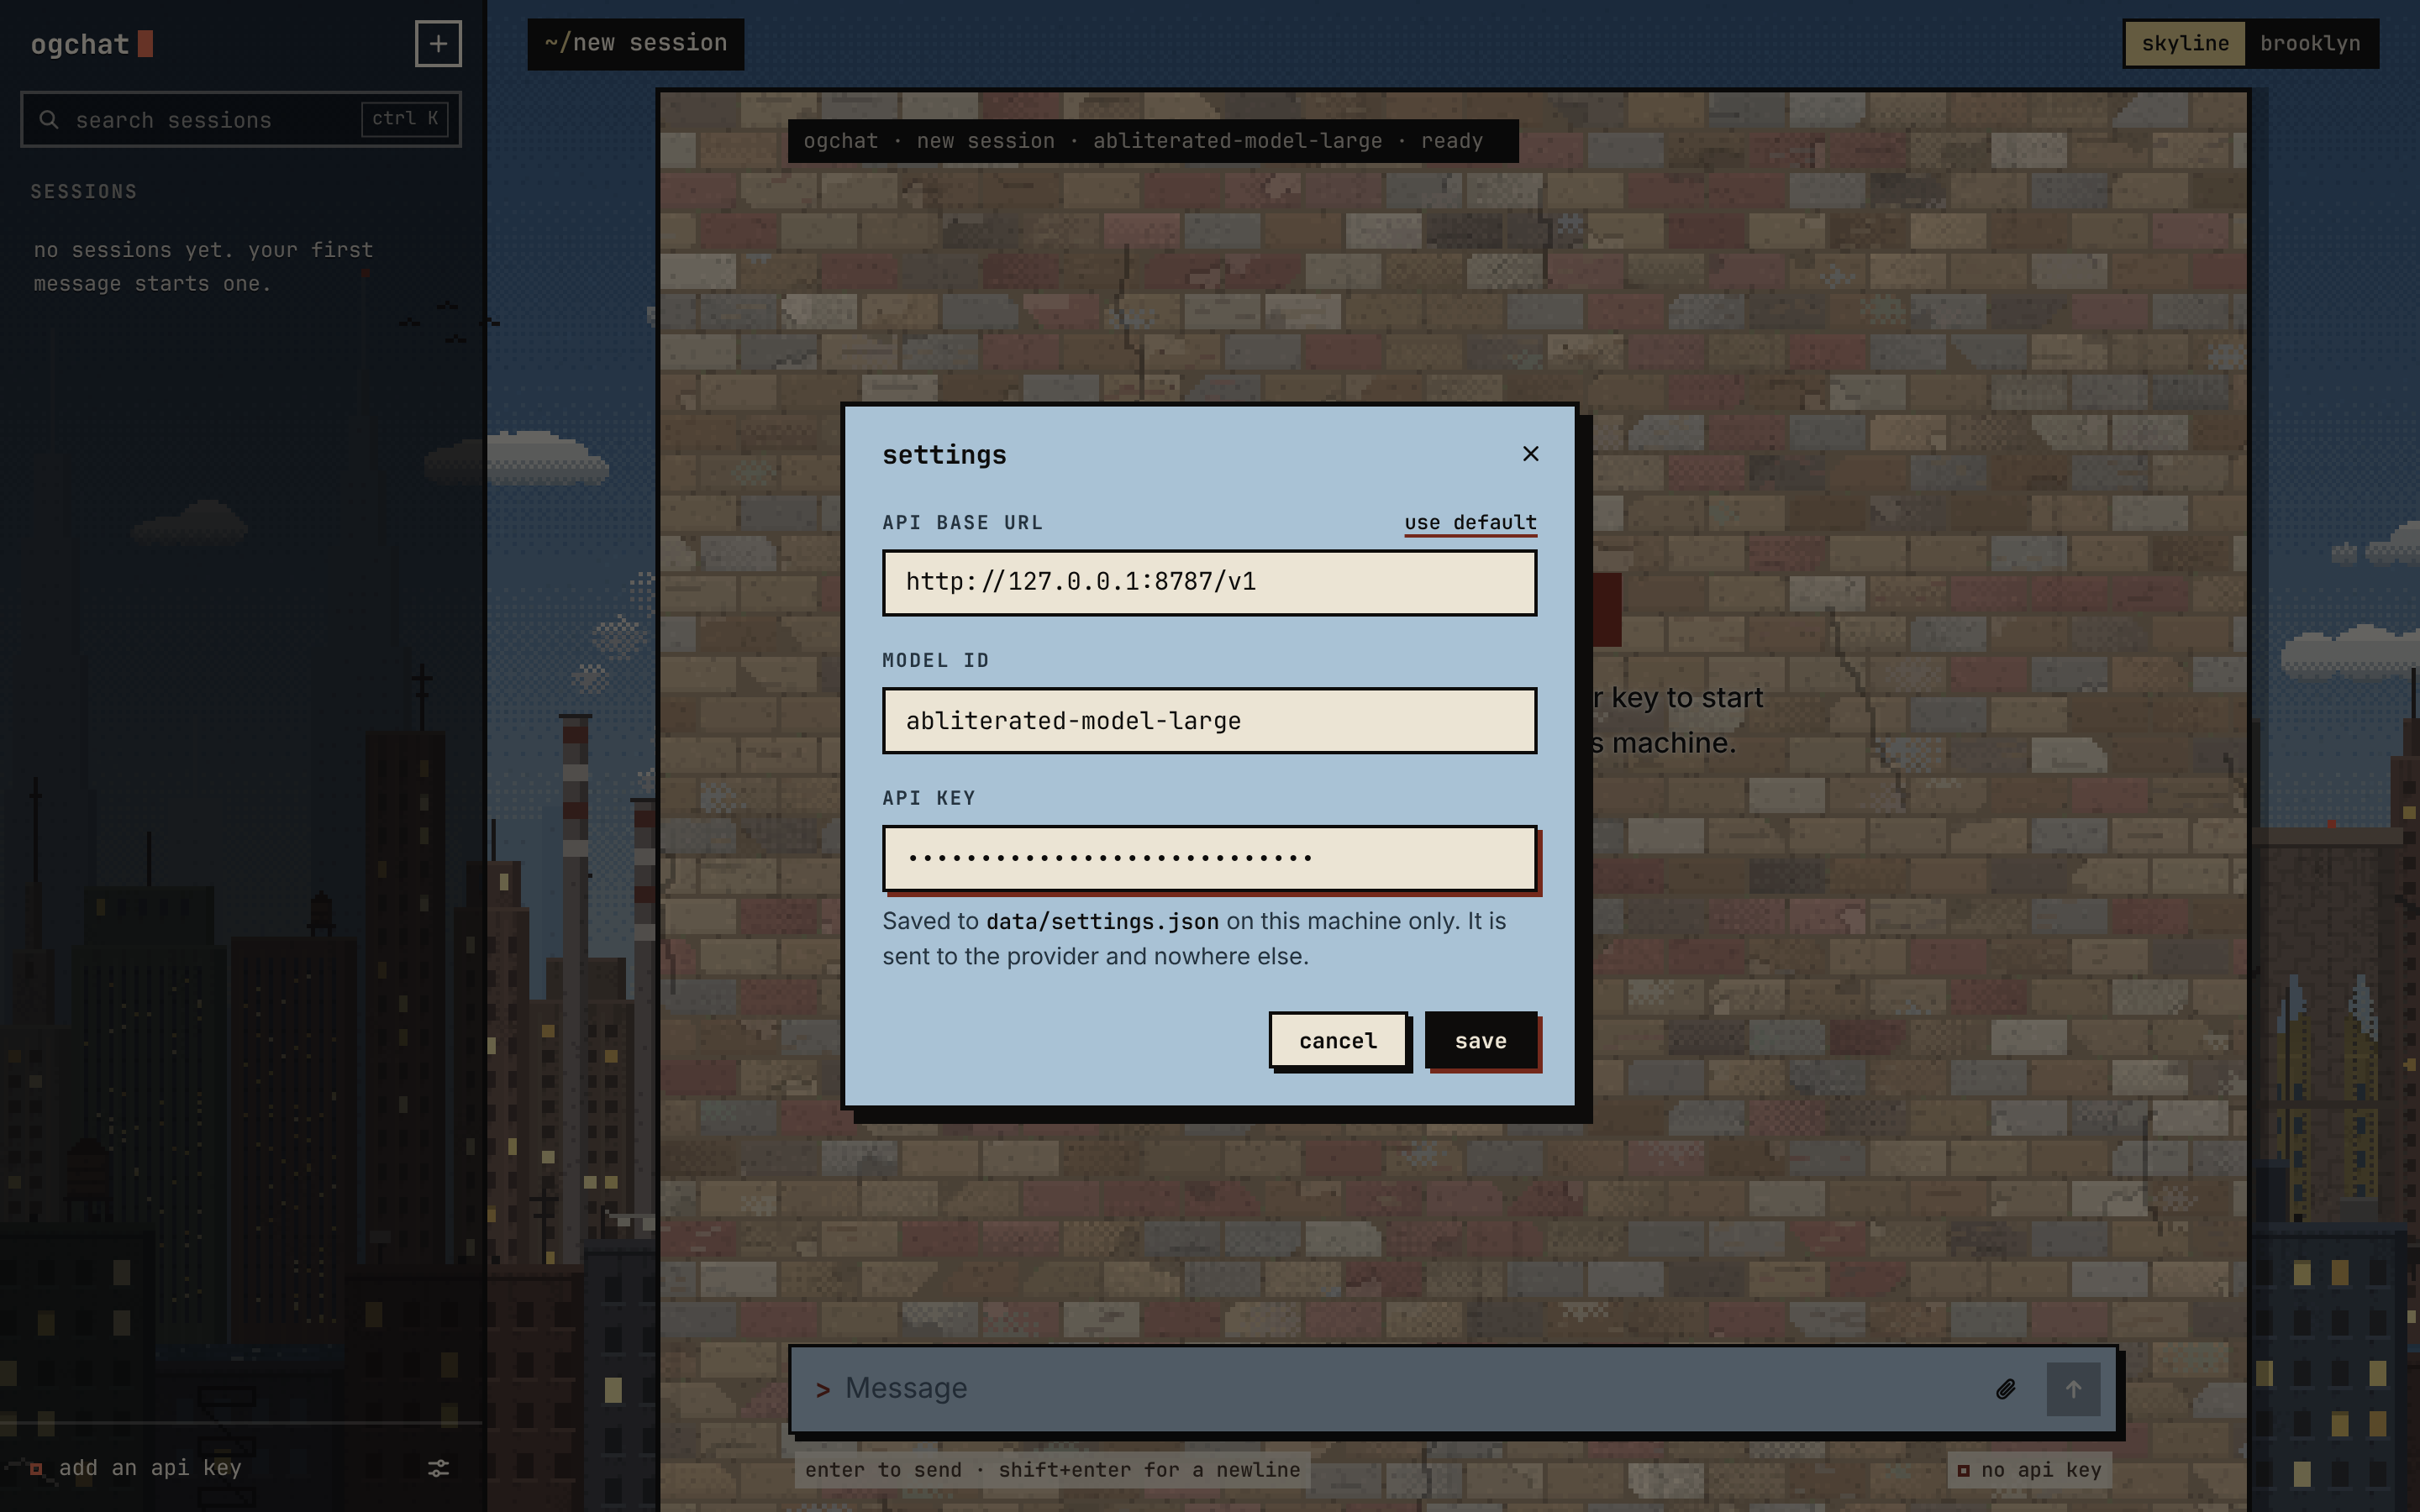 ogchat
+
search sessions
ctrl K
SESSIONS
no sessions yet. your first
message starts one.
add an api key
~/new session
skyline
brooklyn
ogchat · new session · abliterated-model-large · ready
r key to start
s machine.
settings
×
API BASE URL
use default
http://127.0.0.1:8787/v1
MODEL ID
abliterated-model-large
API KEY
••••••••••••••••••••••••••••
Saved to data/settings.json on this machine only. It is
sent to the provider and nowhere else.
cancel
save
> Message
enter to send · shift+enter for a newline
no api key